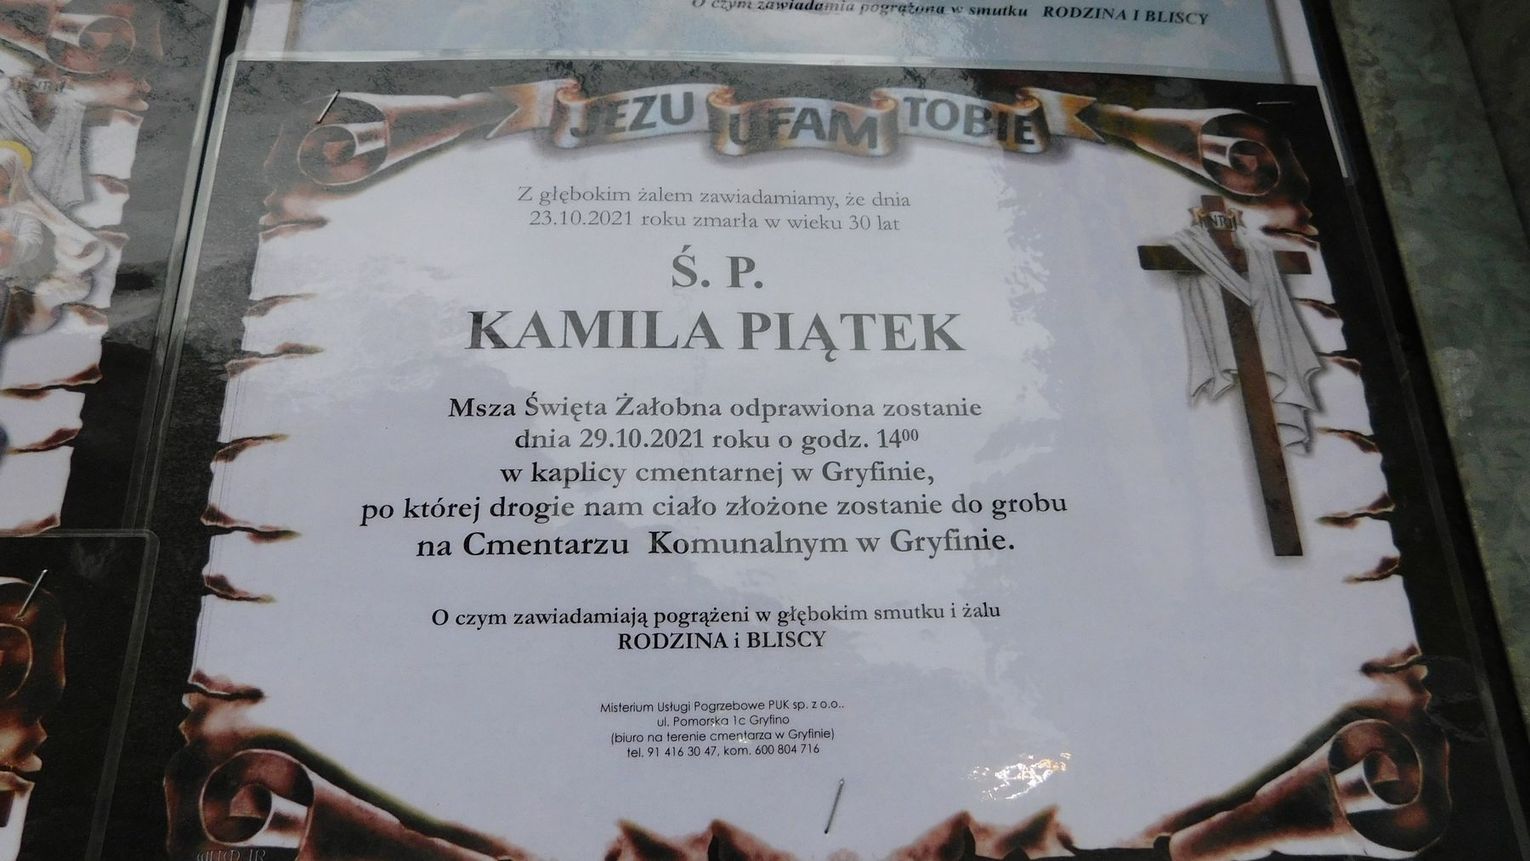 O czym zawiadamia pogrążona w smutku RODZINA I BLISCY
JEZU UFAM TOBIE
Z głębokim żalem zawiadamiamy, że dnia
23.10.2021 roku zmarła w wieku 30 lat
Ś. P.
KAMILA PIĄTEK
Msza Święta Żałobna odprawiona zostanie
dnia 29.10.2021 roku o godz. 14⁰⁰
w kaplicy cmentarnej w Gryfinie,
po której drogie nam ciało złożone zostanie do grobu
na Cmentarzu Komunalnym w Gryfinie.
O czym zawiadamiają pogrążeni w głębokim smutku i żalu
RODZINA i BLISCY
Misterium Usługi Pogrzebowe PUK sp. z o.o..
ul. Pomorska 1c Gryfino
(biuro na terenie cmentarza w Gryfinie)
tel. 91 416 30 47, kom. 600 804 716